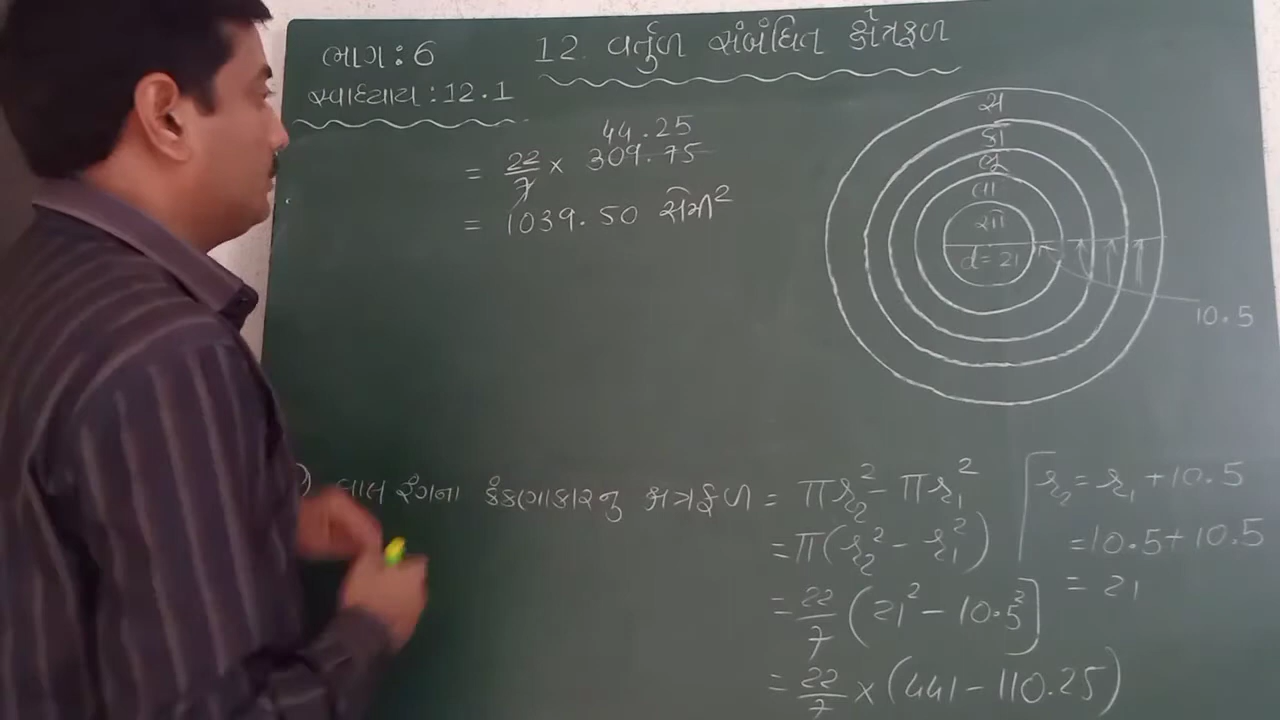 ભાગ : 6
12. વર્તુળ સંબંધિત ક્ષેત્રફળ
સ્વાધ્યાય : 12.1
44.25
= 22/7 × 309.75
= 1039.50 સેમી²
સ
કા
ભૂ
લા
સો
d = 21
10.5
લાલ રંગના કંકણાકારનુ ક્ષેત્રફળ = πr₂² - πr₁²
= π(r₂² - r₁²)
= 22/7 (21² - 10.5²]
= 22/7 × (441 - 110.25)
r₂ = r₁ + 10.5
= 10.5 + 10.5
= 21